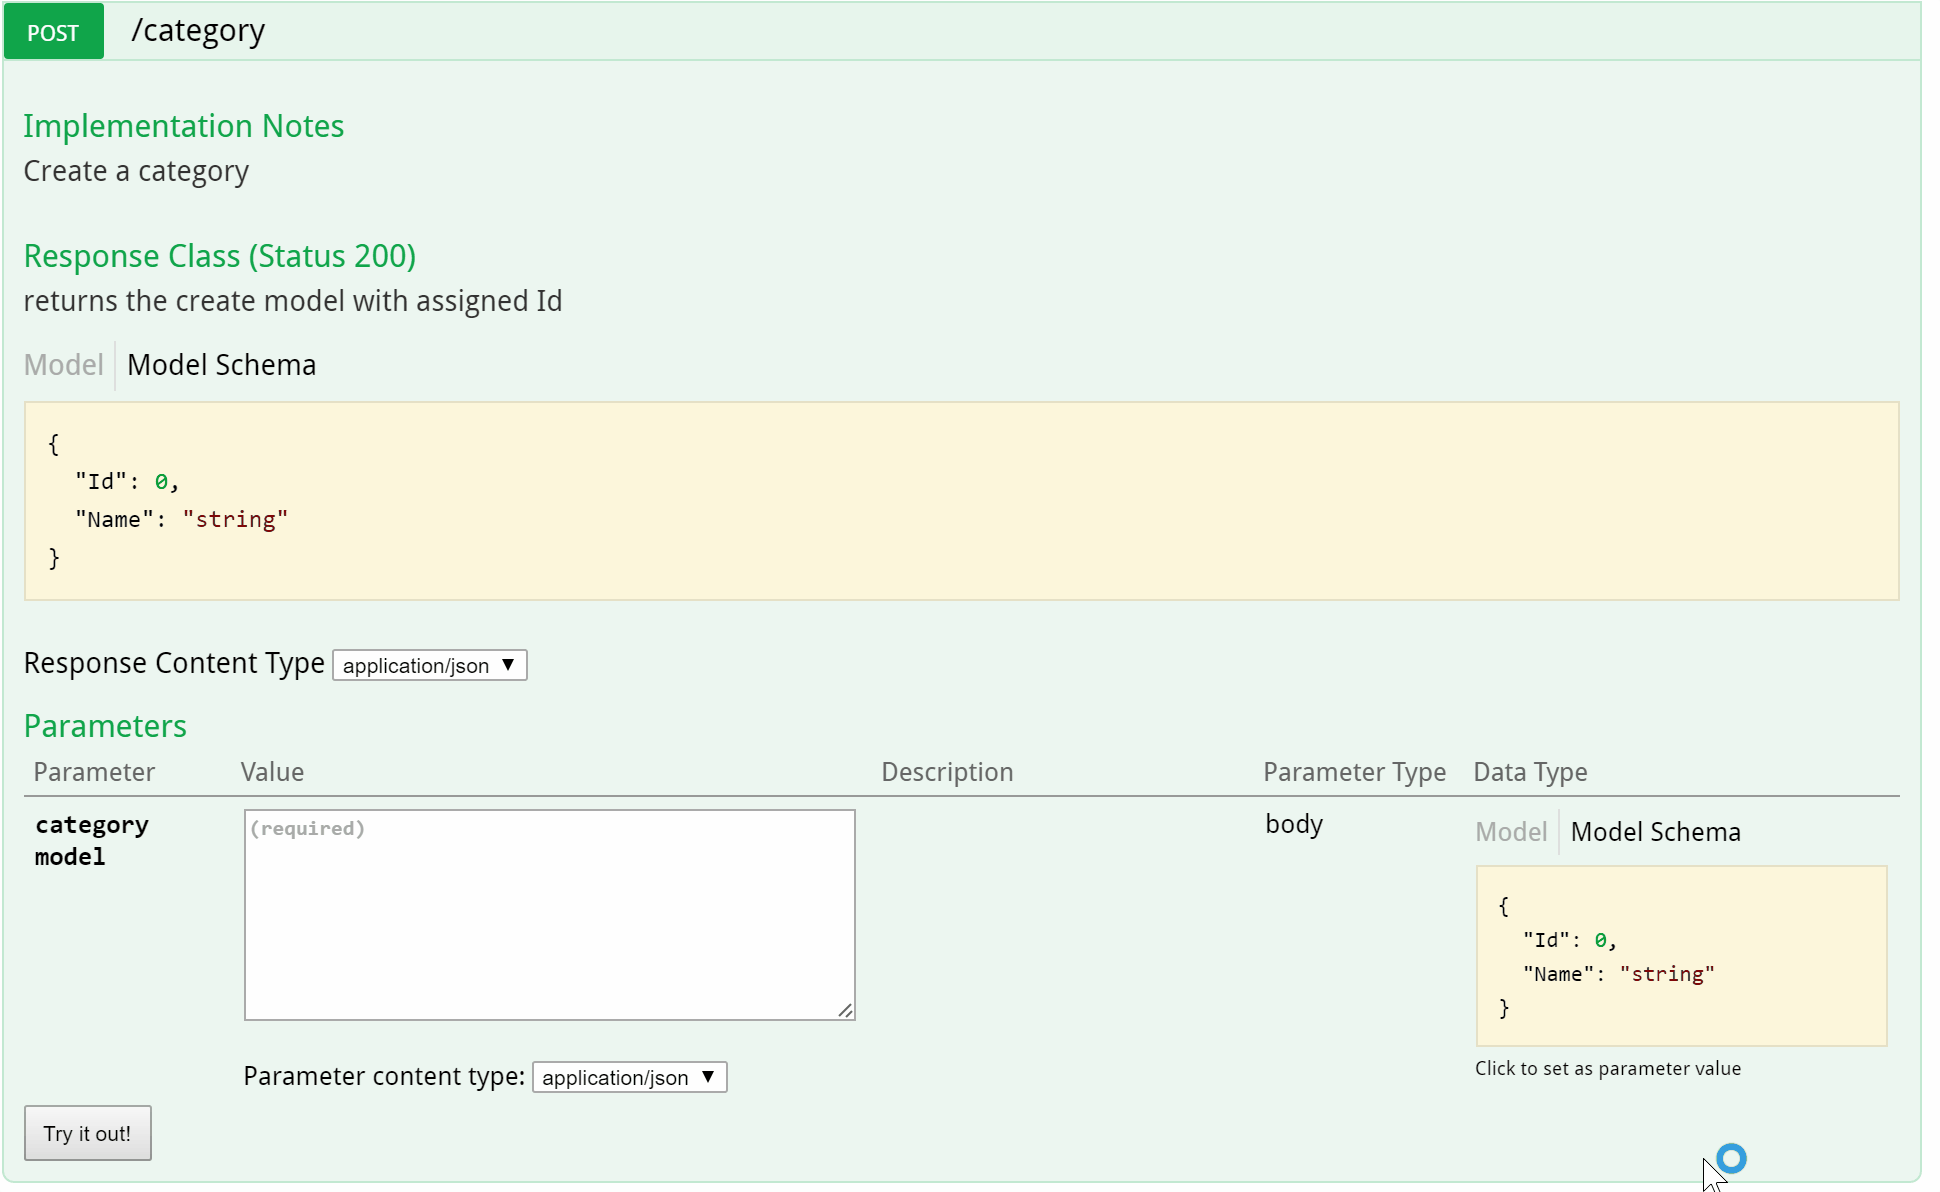 POST /category
Implementation Notes
Create a category
Response Class (Status 200)
returns the create model with assigned Id
Model Model Schema
{
"Id": 0,
"Name": "string"
}
Response Content Type application/json
Parameters
Parameter Value Description Parameter Type Data Type
category
model
(required)
body
Model Model Schema
{
"Id": 0,
"Name": "string"
}
Click to set as parameter value
Parameter content type: application/json
Try it out!